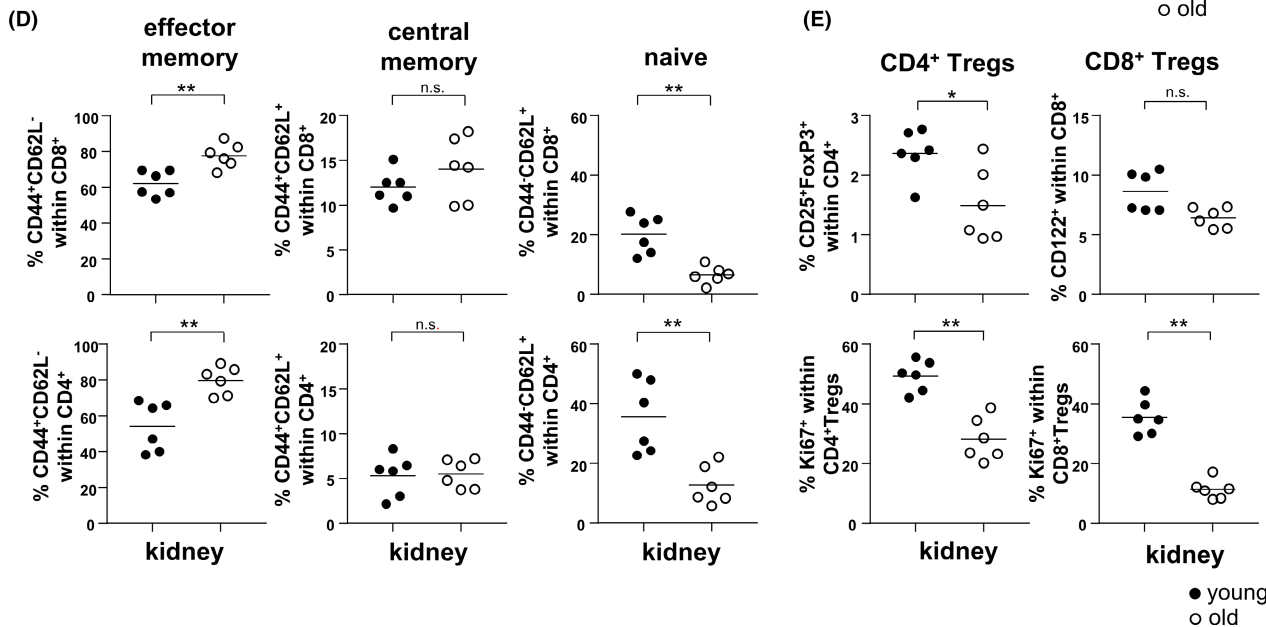 (D)
effector
memory
central
memory
naive
(E)
○ old
CD4⁺ Tregs
CD8⁺ Tregs
% CD44⁺CD62L⁻
within CD8⁺
100
80
60
40
20
0
**
% CD44⁺CD62L⁺
within CD8⁺
20
15
10
5
0
n.s.
% CD44⁻CD62L⁺
within CD8⁺
60
40
20
0
**
% CD25⁺FoxP3⁺
within CD4⁺
3
2
1
0
*
% CD122⁺ within CD8⁺
15
10
5
0
n.s.
% CD44⁺CD62L⁻
within CD4⁺
100
80
60
40
20
0
**
kidney
% CD44⁺CD62L⁺
within CD4⁺
20
15
10
5
0
n.s.
kidney
% CD44⁻CD62L⁺
within CD4⁺
60
40
20
0
**
kidney
% Ki67⁺ within
CD4⁺Tregs
60
40
20
0
**
kidney
% Ki67⁺ within
CD8⁺Tregs
60
40
20
0
**
kidney
● young
○ old